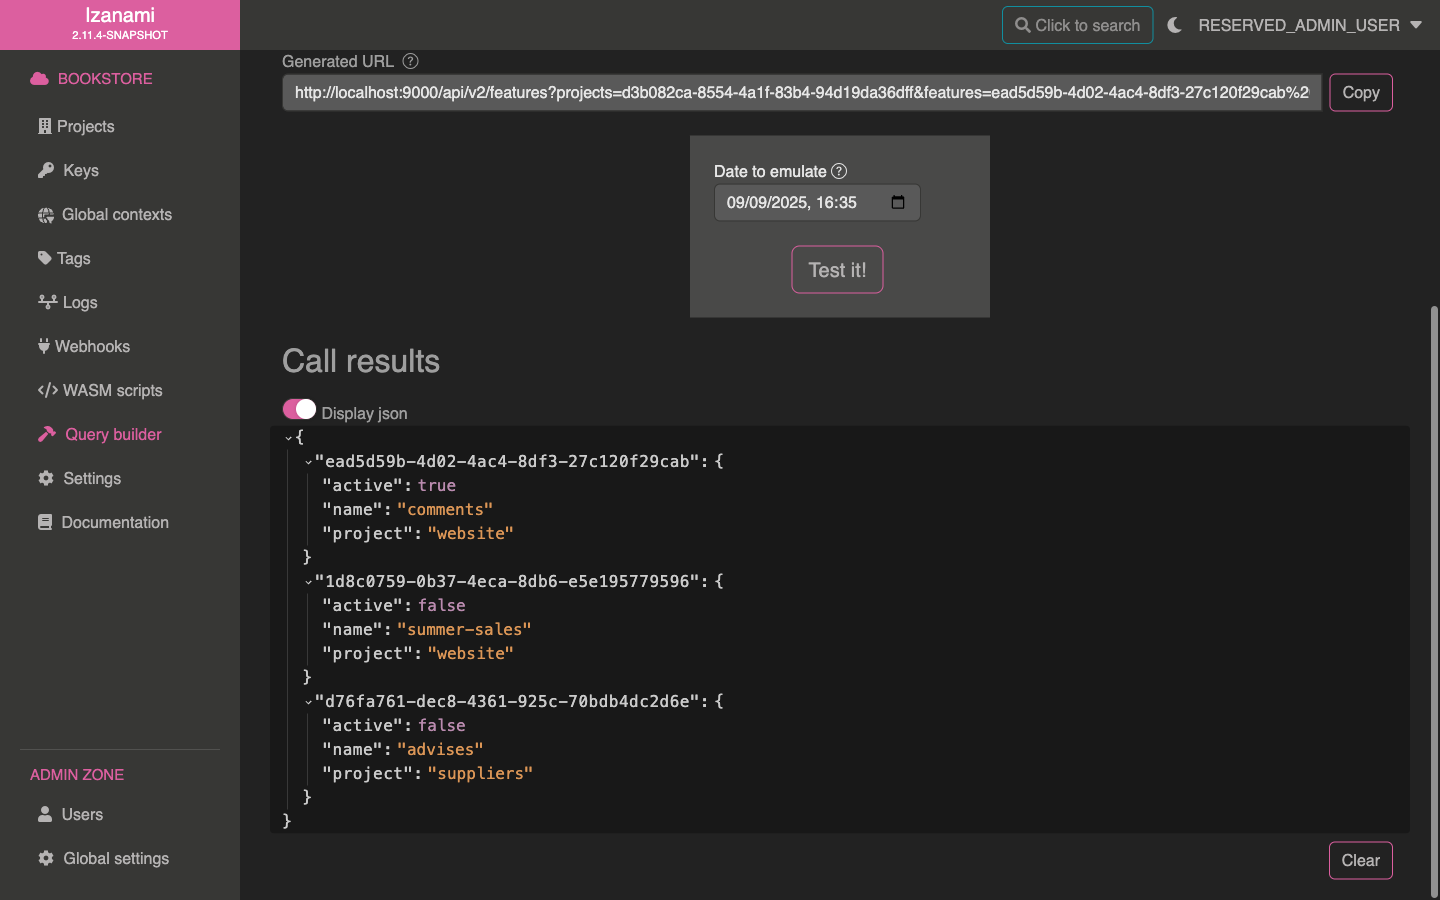 Izanami
2.11.4-SNAPSHOT
Click to search
RESERVED_ADMIN_USER
BOOKSTORE
Projects
Keys
Global contexts
Tags
Logs
Webhooks
WASM scripts
Query builder
Settings
Documentation
ADMIN ZONE
Users
Global settings
Generated URL
http://localhost:9000/api/v2/features?projects=d3b082ca-8554-4a1f-83b4-94d19da36dff&features=ead5d59b-4d02-4ac4-8df3-27c120f29cab%2
Copy
Date to emulate
09/09/2025, 16:35
Test it!
Call results
Display json
{
"ead5d59b-4d02-4ac4-8df3-27c120f29cab": {
"active": true
"name": "comments"
"project": "website"
}
"1d8c0759-0b37-4eca-8db6-e5e195779596": {
"active": false
"name": "summer-sales"
"project": "website"
}
"d76fa761-dec8-4361-925c-70bdb4dc2d6e": {
"active": false
"name": "advises"
"project": "suppliers"
}
}
Clear